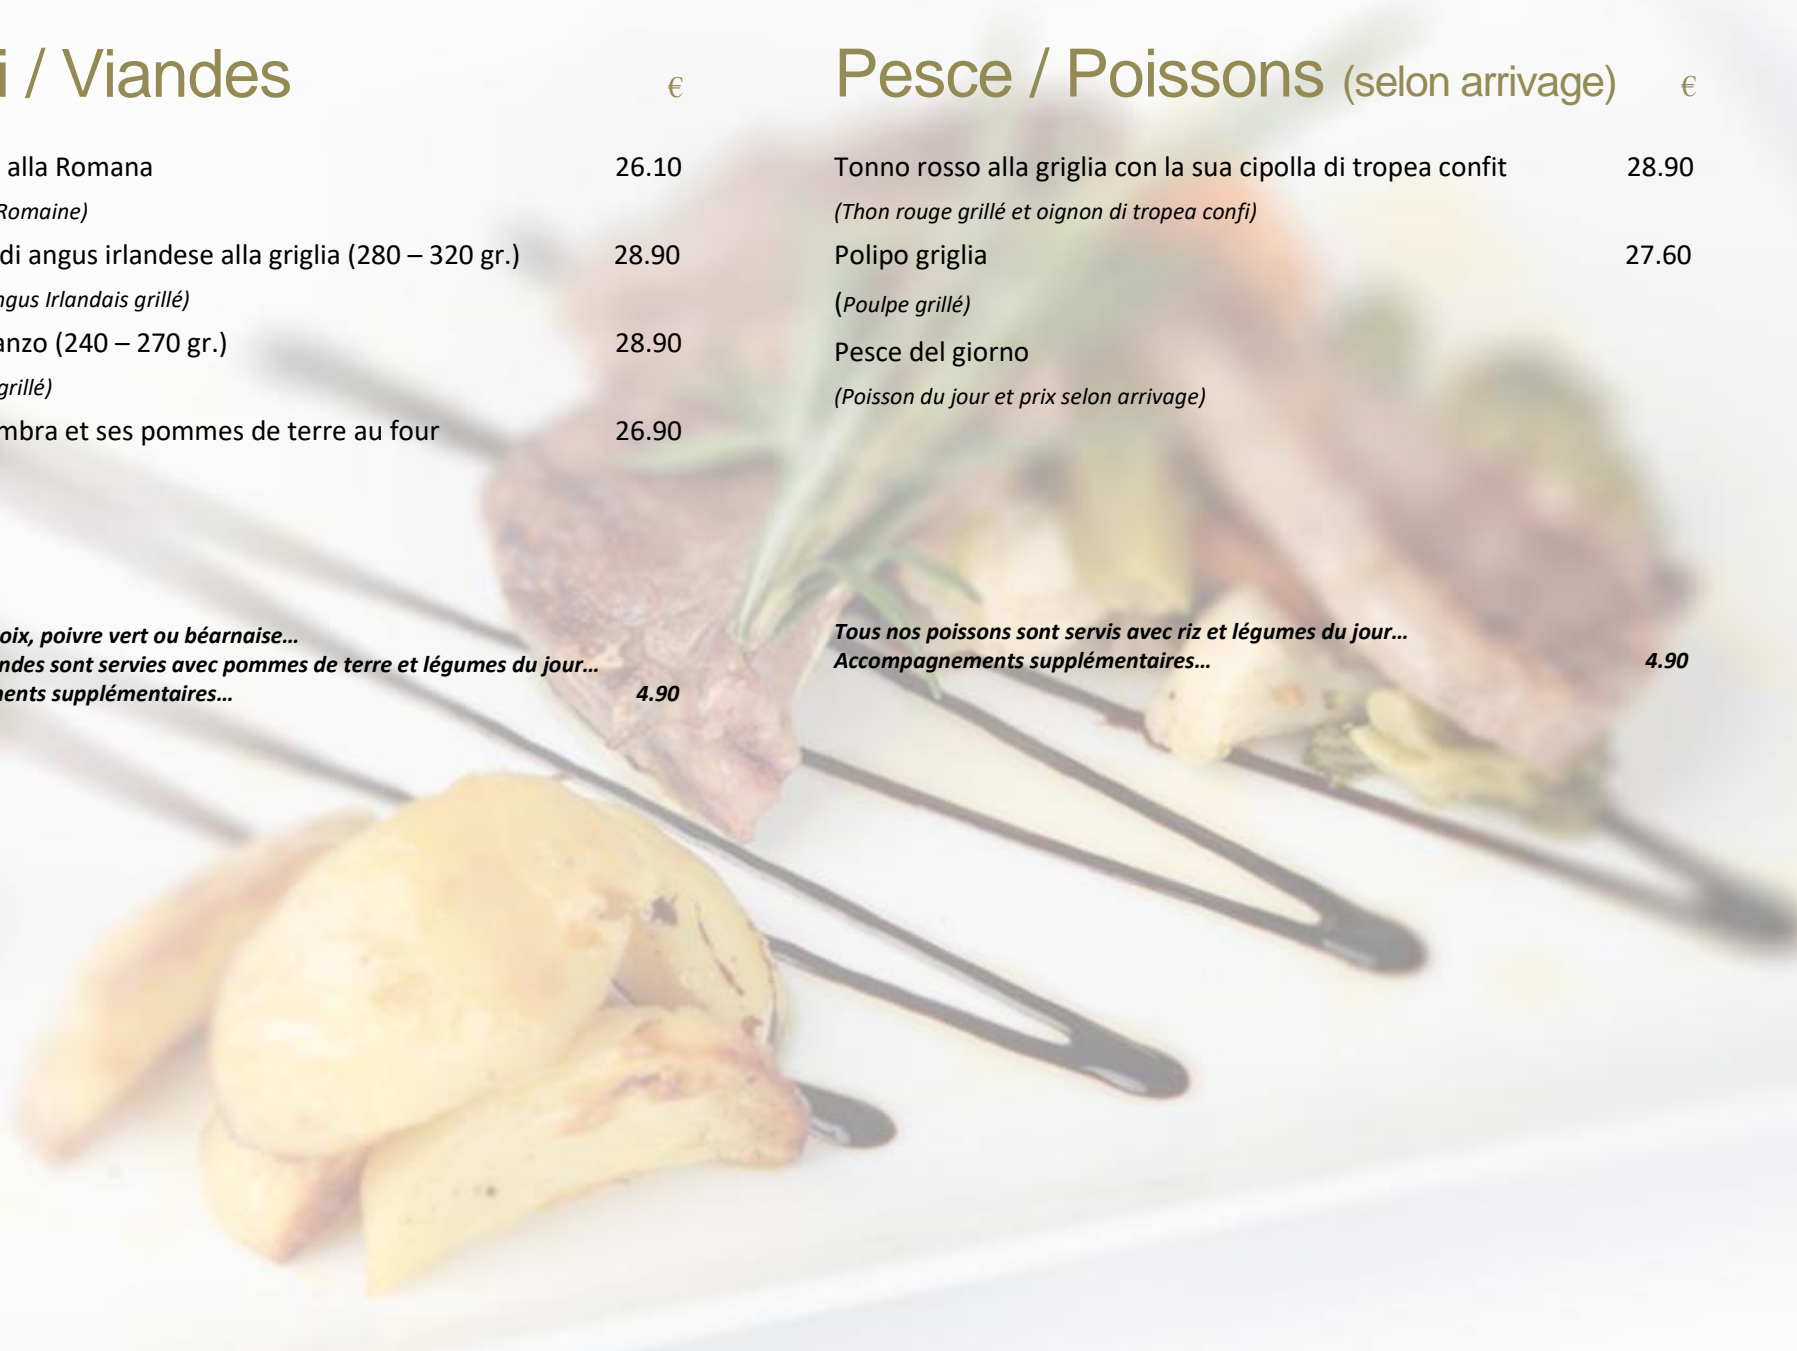 i / Viandes €
alla Romana 26.10
Romaine)
di angus irlandese alla griglia (280 – 320 gr.) 28.90
ngus Irlandais grillé)
anzo (240 – 270 gr.) 28.90
grillé)
mbra et ses pommes de terre au four 26.90
oix, poivre vert ou béarnaise…
ndes sont servies avec pommes de terre et légumes du jour…
ents supplémentaires… 4.90
Pesce / Poissons (selon arrivage) €
Tonno rosso alla griglia con la sua cipolla di tropea confit 28.90
(Thon rouge grillé et oignon di tropea confi)
Polipo griglia 27.60
(Poulpe grillé)
Pesce del giorno
(Poisson du jour et prix selon arrivage)
Tous nos poissons sont servis avec riz et légumes du jour…
Accompagnements supplémentaires… 4.90